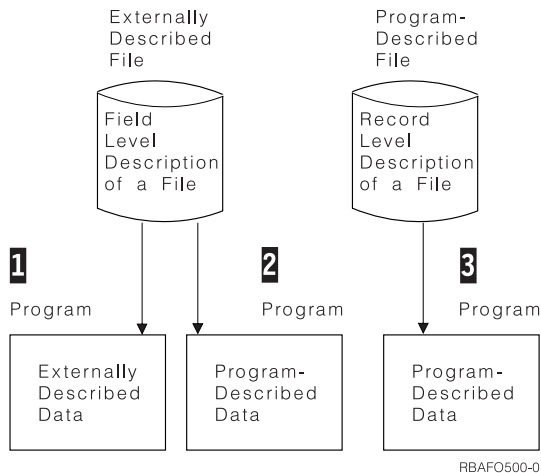 Externally
Described
File
Program-
Described
File
Field
Level
Description
of a File
Record
Level
Description
of a File
1
2
3
Program
Program
Program
Externally
Described
Data
Program-
Described
Data
Program-
Described
Data
RBAFO500-0